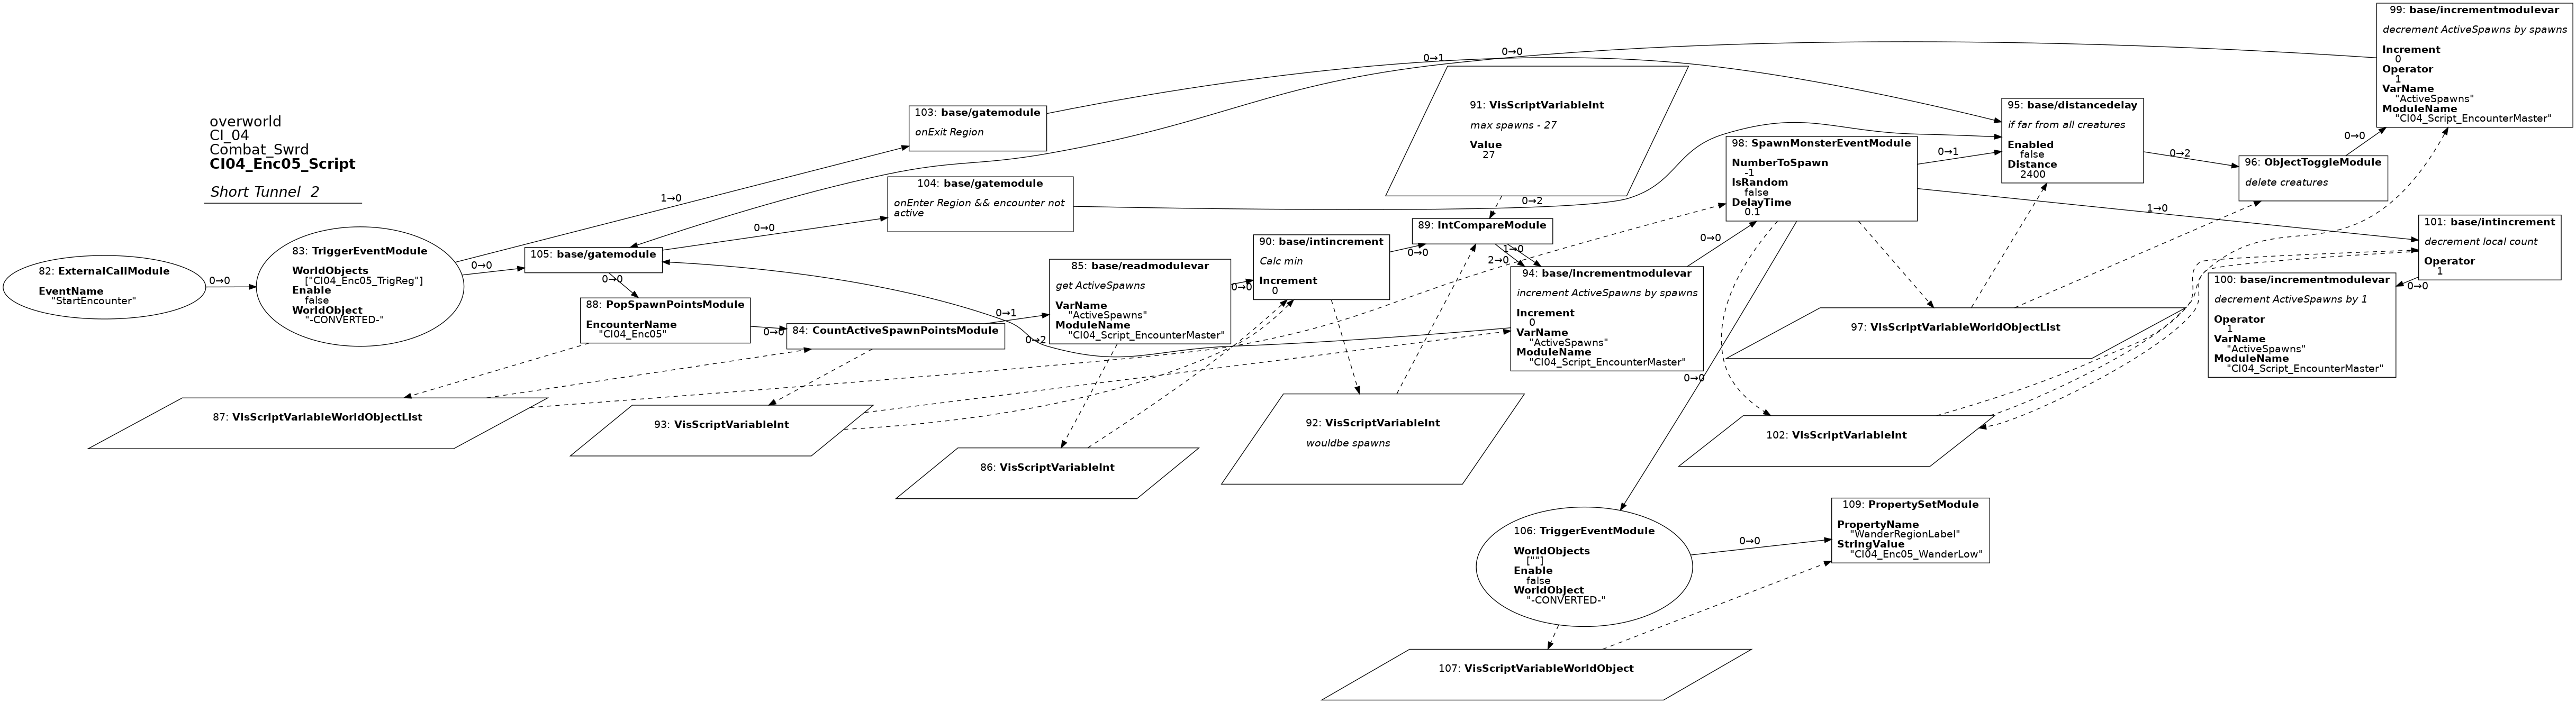 overworld
CI_04
Combat_Swrd
CI04_Enc05_Script
Short Tunnel  2
82: ExternalCallModule
EventName
"StartEncounter"
0→0
83: TriggerEventModule
WorldObjects
["CI04_Enc05_TrigReg"]
Enable
false
WorldObject
"-CONVERTED-"
1→0
0→0
103: base/gatemodule
onExit Region
0→1
104: base/gatemodule
onEnter Region && encounter not
active
0→2
105: base/gatemodule
0→0
0→0
88: PopSpawnPointsModule
EncounterName
"CI04_Enc05"
0→0
84: CountActiveSpawnPointsModule
0→1
85: base/readmodulevar
get ActiveSpawns
VarName
"ActiveSpawns"
ModuleName
"CI04_Script_EncounterMaster"
0→0
90: base/intincrement
Calc min
Increment
0
0→0
91: VisScriptVariableInt
max spawns - 27
Value
27
89: IntCompareModule
1→0
2→0
94: base/incrementmodulevar
increment ActiveSpawns by spawns
Increment
0
VarName
"ActiveSpawns"
ModuleName
"CI04_Script_EncounterMaster"
0→0
0→2
98: SpawnMonsterEventModule
NumberToSpawn
-1
IsRandom
false
DelayTime
0.1
0→1
1→0
0→0
95: base/distancedelay
if far from all creatures
Enabled
false
Distance
2400
0→2
96: ObjectToggleModule
delete creatures
0→0
99: base/incrementmodulevar
decrement ActiveSpawns by spawns
Increment
0
Operator
1
VarName
"ActiveSpawns"
ModuleName
"CI04_Script_EncounterMaster"
0→0
101: base/intincrement
decrement local count
Operator
1
0→0
100: base/incrementmodulevar
decrement ActiveSpawns by 1
Operator
1
VarName
"ActiveSpawns"
ModuleName
"CI04_Script_EncounterMaster"
97: VisScriptVariableWorldObjectList
87: VisScriptVariableWorldObjectList
93: VisScriptVariableInt
86: VisScriptVariableInt
92: VisScriptVariableInt
wouldbe spawns
102: VisScriptVariableInt
106: TriggerEventModule
WorldObjects
[""]
Enable
false
WorldObject
"-CONVERTED-"
0→0
109: PropertySetModule
PropertyName
"WanderRegionLabel"
StringValue
"CI04_Enc05_WanderLow"
107: VisScriptVariableWorldObject